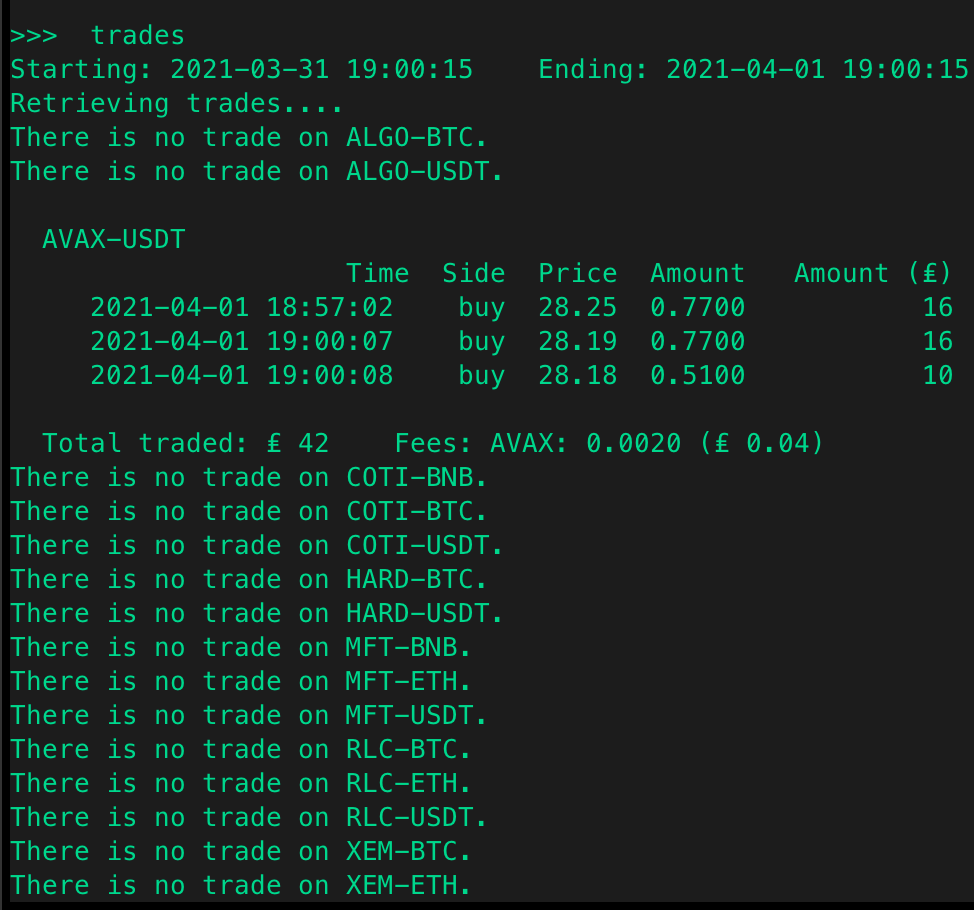 >>>  trades
Starting: 2021-03-31 19:00:15    Ending: 2021-04-01 19:00:15
Retrieving trades....
There is no trade on ALGO-BTC.
There is no trade on ALGO-USDT.
AVAX-USDT
Time  Side  Price  Amount   Amount (₤)
2021-04-01 18:57:02    buy  28.25  0.7700           16
2021-04-01 19:00:07    buy  28.19  0.7700           16
2021-04-01 19:00:08    buy  28.18  0.5100           10
Total traded: ₤ 42    Fees: AVAX: 0.0020 (₤ 0.04)
There is no trade on COTI-BNB.
There is no trade on COTI-BTC.
There is no trade on COTI-USDT.
There is no trade on HARD-BTC.
There is no trade on HARD-USDT.
There is no trade on MFT-BNB.
There is no trade on MFT-ETH.
There is no trade on MFT-USDT.
There is no trade on RLC-BTC.
There is no trade on RLC-ETH.
There is no trade on RLC-USDT.
There is no trade on XEM-BTC.
There is no trade on XEM-ETH.